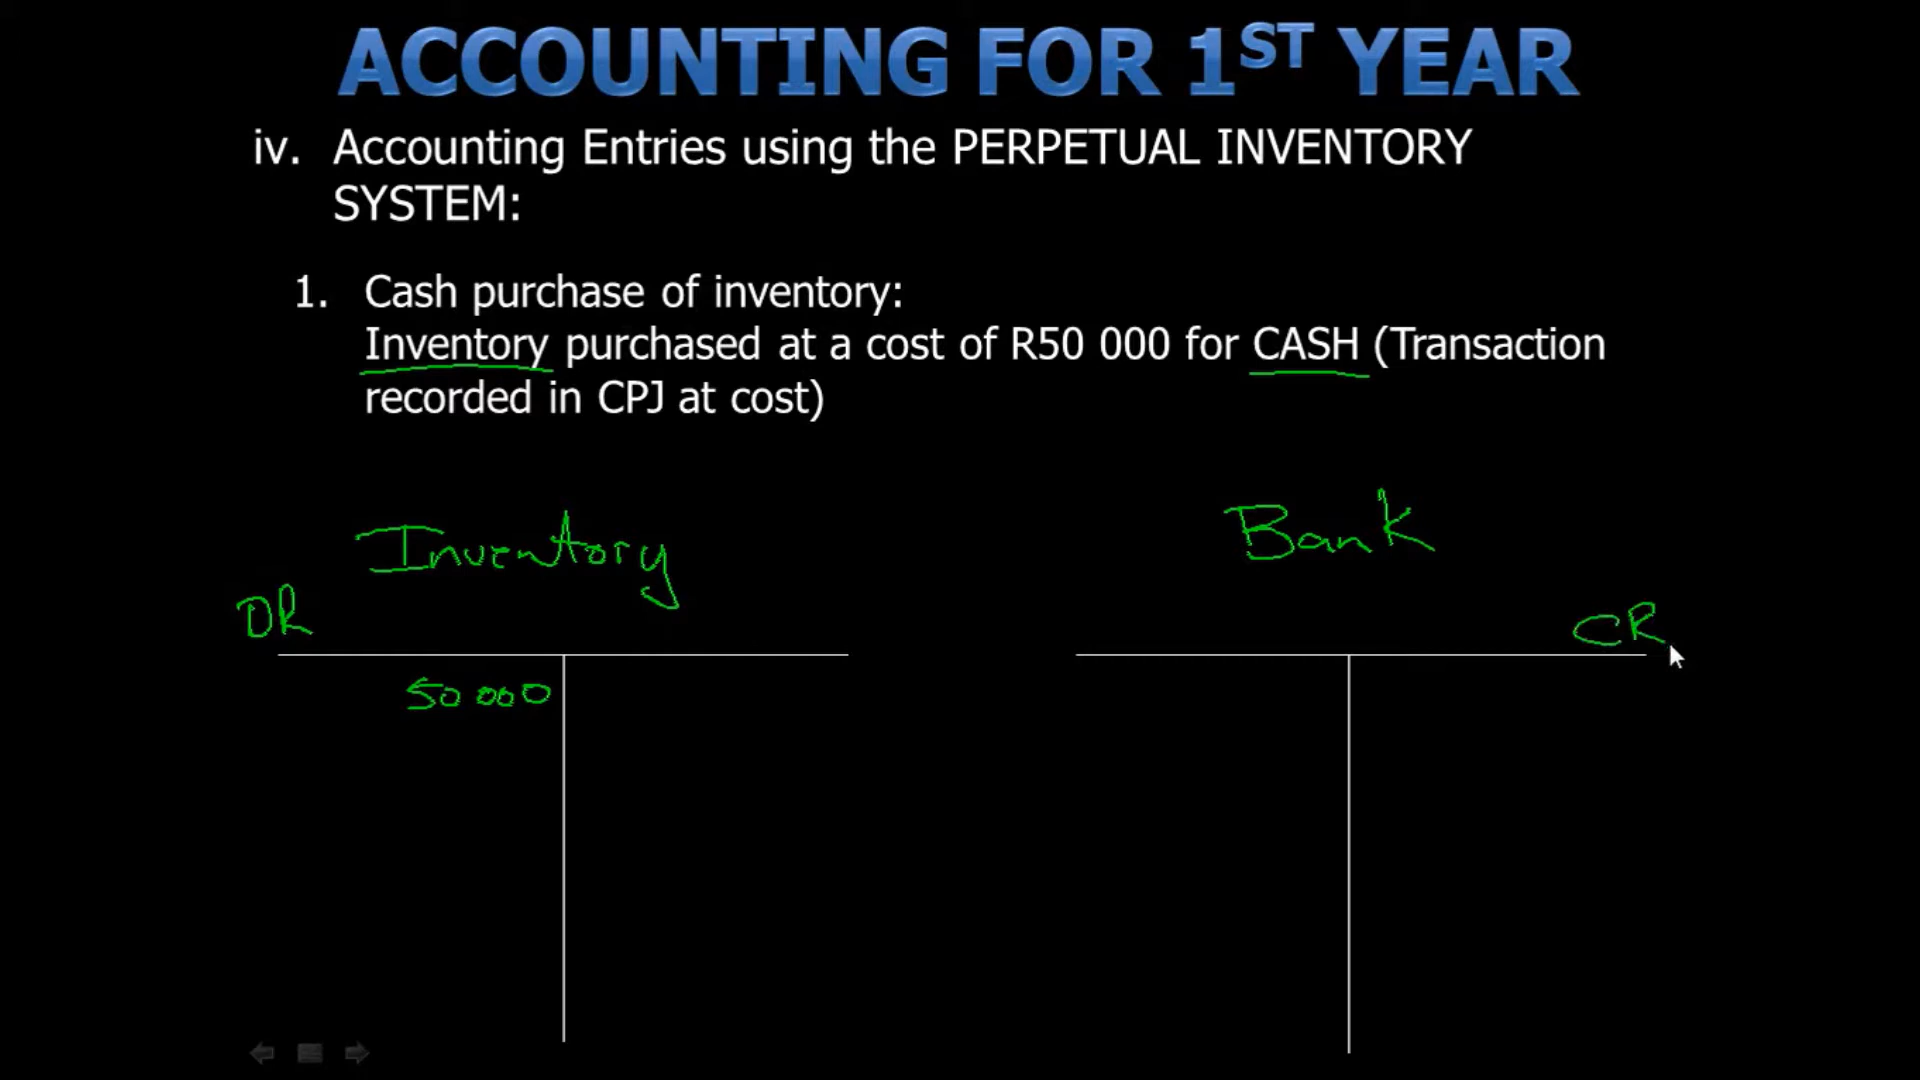 ACCOUNTING FOR 1ST YEAR
iv. Accounting Entries using the PERPETUAL INVENTORY
SYSTEM:
1. Cash purchase of inventory:
Inventory purchased at a cost of R50 000 for CASH (Transaction
recorded in CPJ at cost)
Inventory
Bank
DR
CR
50 000